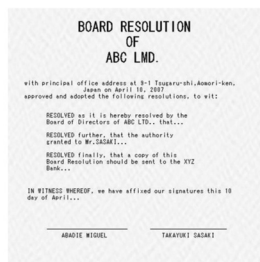 BOARD RESOLUTION
OF
ABC LMD.
with principal office address at 9-1 Tsugaru-shi,Aomori-ken,
Japan on April 10, 2007
approved and adopted the following resolutions, to wit:
RESOLVED as it is hereby resolved by the
Board of Directors of ABC LTD., that...
RESOLVED further, that the authority
granted to Mr.SASAKI...
RESOLVED finally, that a copy of this
Board Resolution should be sent to the XYZ
Bank...
IN WITNESS WHEREOF, we have affixed our signatures this 10
day of April...
ABADIE MIGUEL TAKAYUKI SASAKI